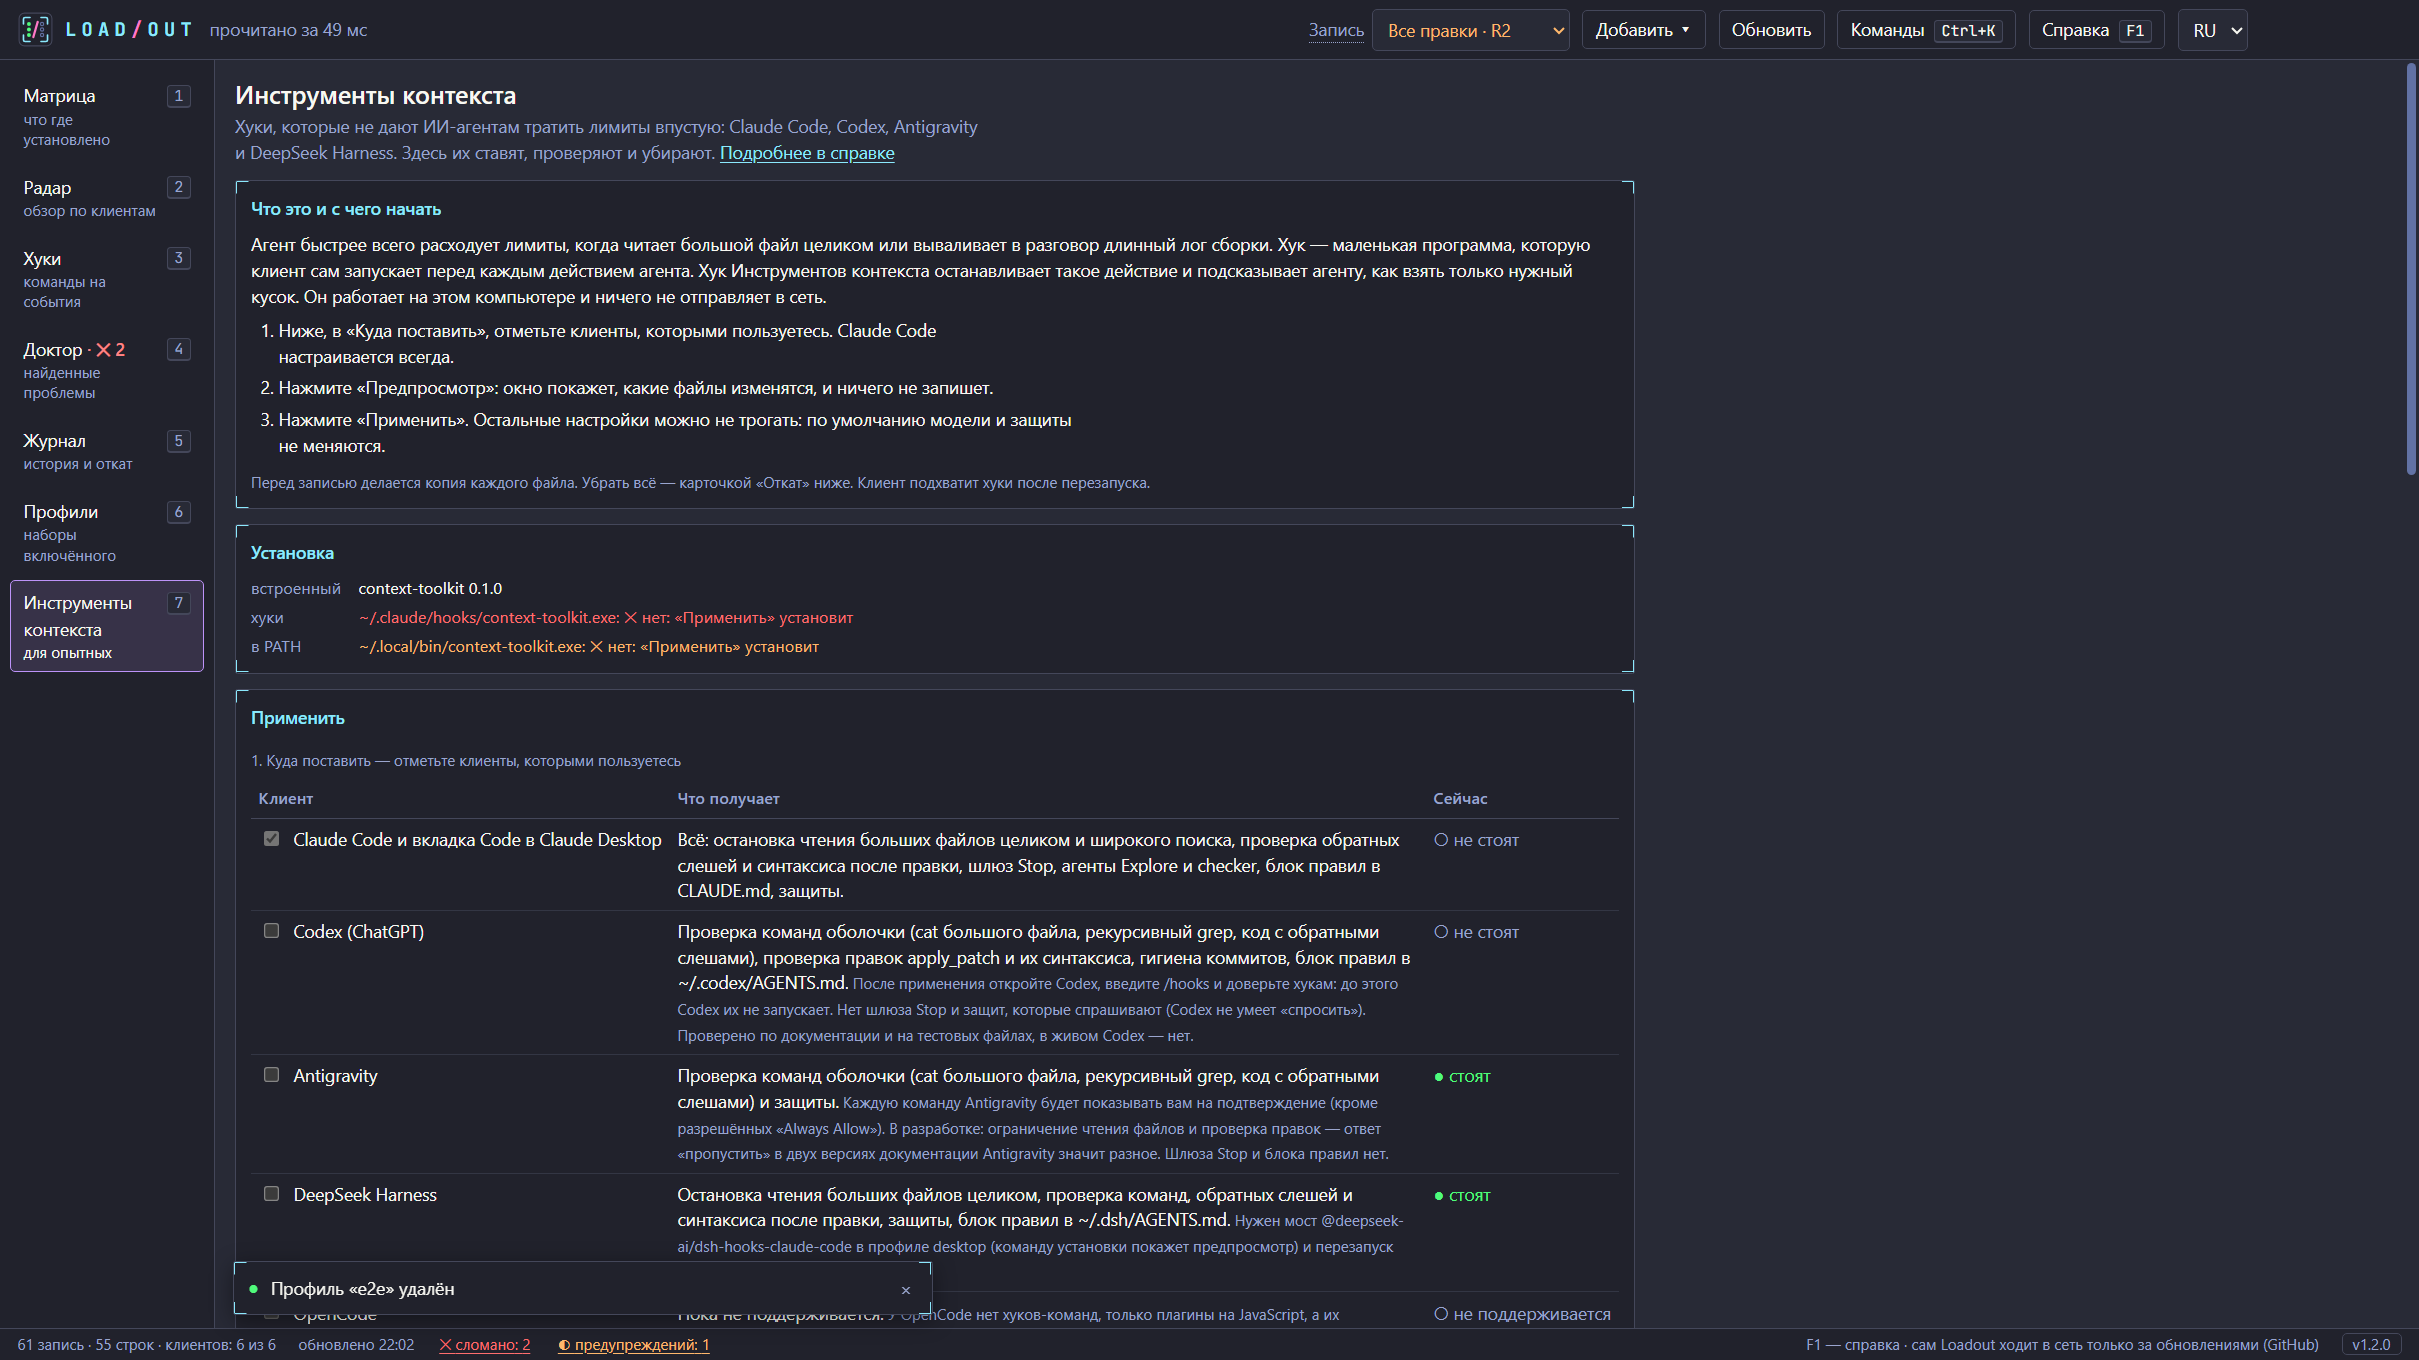 LOAD/OUT прочитано за 49 мс
Запись Все правки · R2 Добавить Обновить Команды Ctrl+K Справка F1 RU
Матрица 1
что где
установлено
Радар 2
обзор по клиентам
Хуки 3
команды на
события
Доктор · ✕ 2 4
найденные
проблемы
Журнал 5
история и откат
Профили 6
наборы
включённого
Инструменты 7
контекста
для опытных
Инструменты контекста
Хуки, которые не дают ИИ-агентам тратить лимиты впустую: Claude Code, Codex, Antigravity
и DeepSeek Harness. Здесь их ставят, проверяют и убирают. Подробнее в справке
Что это и с чего начать
Агент быстрее всего расходует лимиты, когда читает большой файл целиком или вываливает в разговор длинный лог сборки. Хук — маленькая программа, которую
клиент сам запускает перед каждым действием агента. Хук Инструментов контекста останавливает такое действие и подсказывает агенту, как взять только нужный
кусок. Он работает на этом компьютере и ничего не отправляет в сеть.
1. Ниже, в «Куда поставить», отметьте клиенты, которыми пользуетесь. Claude Code
настраивается всегда.
2. Нажмите «Предпросмотр»: окно покажет, какие файлы изменятся, и ничего не запишет.
3. Нажмите «Применить». Остальные настройки можно не трогать: по умолчанию модели и защиты
не меняются.
Перед записью делается копия каждого файла. Убрать всё — карточкой «Откат» ниже. Клиент подхватит хуки после перезапуска.
Установка
встроенный context-toolkit 0.1.0
хуки ~/.claude/hooks/context-toolkit.exe: ✕ нет: «Применить» установит
в PATH ~/.local/bin/context-toolkit.exe: ✕ нет: «Применить» установит
Применить
1. Куда поставить — отметьте клиенты, которыми пользуетесь
Клиент Что получает Сейчас
Claude Code и вкладка Code в Claude Desktop Всё: остановка чтения больших файлов целиком и широкого поиска, проверка обратных ○ не стоят
слешей и синтаксиса после правки, шлюз Stop, агенты Explore и checker, блок правил в
CLAUDE.md, защиты.
Codex (ChatGPT) Проверка команд оболочки (cat большого файла, рекурсивный grep, код с обратными ○ не стоят
слешами), проверка правок apply_patch и их синтаксиса, гигиена коммитов, блок правил в
~/.codex/AGENTS.md. После применения откройте Codex, введите /hooks и доверьте хукам: до этого
Codex их не запускает. Нет шлюза Stop и защит, которые спрашивают (Codex не умеет «спросить»).
Проверено по документации и на тестовых файлах, в живом Codex — нет.
Antigravity Проверка команд оболочки (cat большого файла, рекурсивный grep, код с обратными ● стоят
слешами) и защиты. Каждую команду Antigravity будет показывать вам на подтверждение (кроме
разрешённых «Always Allow»). В разработке: ограничение чтения файлов и проверка правок — ответ
«пропустить» в двух версиях документации Antigravity значит разное. Шлюза Stop и блока правил нет.
DeepSeek Harness Остановка чтения больших файлов целиком, проверка команд, обратных слешей и ● стоят
синтаксиса после правки, защиты, блок правил в ~/.dsh/AGENTS.md. Нужен мост @deepseek-
ai/dsh-hooks-claude-code в профиле desktop (команду установки покажет предпросмотр) и перезапуск
● Профиль «e2e» удалён ×
OpenCode Пока не поддерживается. У OpenCode нет хуков-команд, только плагины на JavaScript, а их ○ не поддерживается
61 запись · 55 строк · клиентов: 6 из 6 обновлено 22:02 ✕ сломано: 2 ◐ предупреждений: 1
F1 — справка · сам Loadout ходит в сеть только за обновлениями (GitHub) v1.2.0